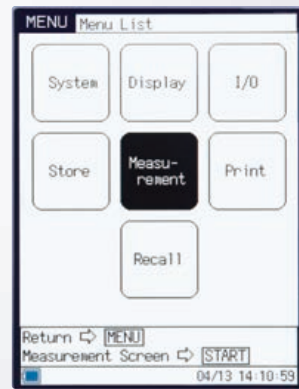 MENU Menu List
System Display I/O
Store Measu-
rement Print
Recall
Return ⇨ MENU
Measurement Screen ⇨ START
04/13 14:10:59